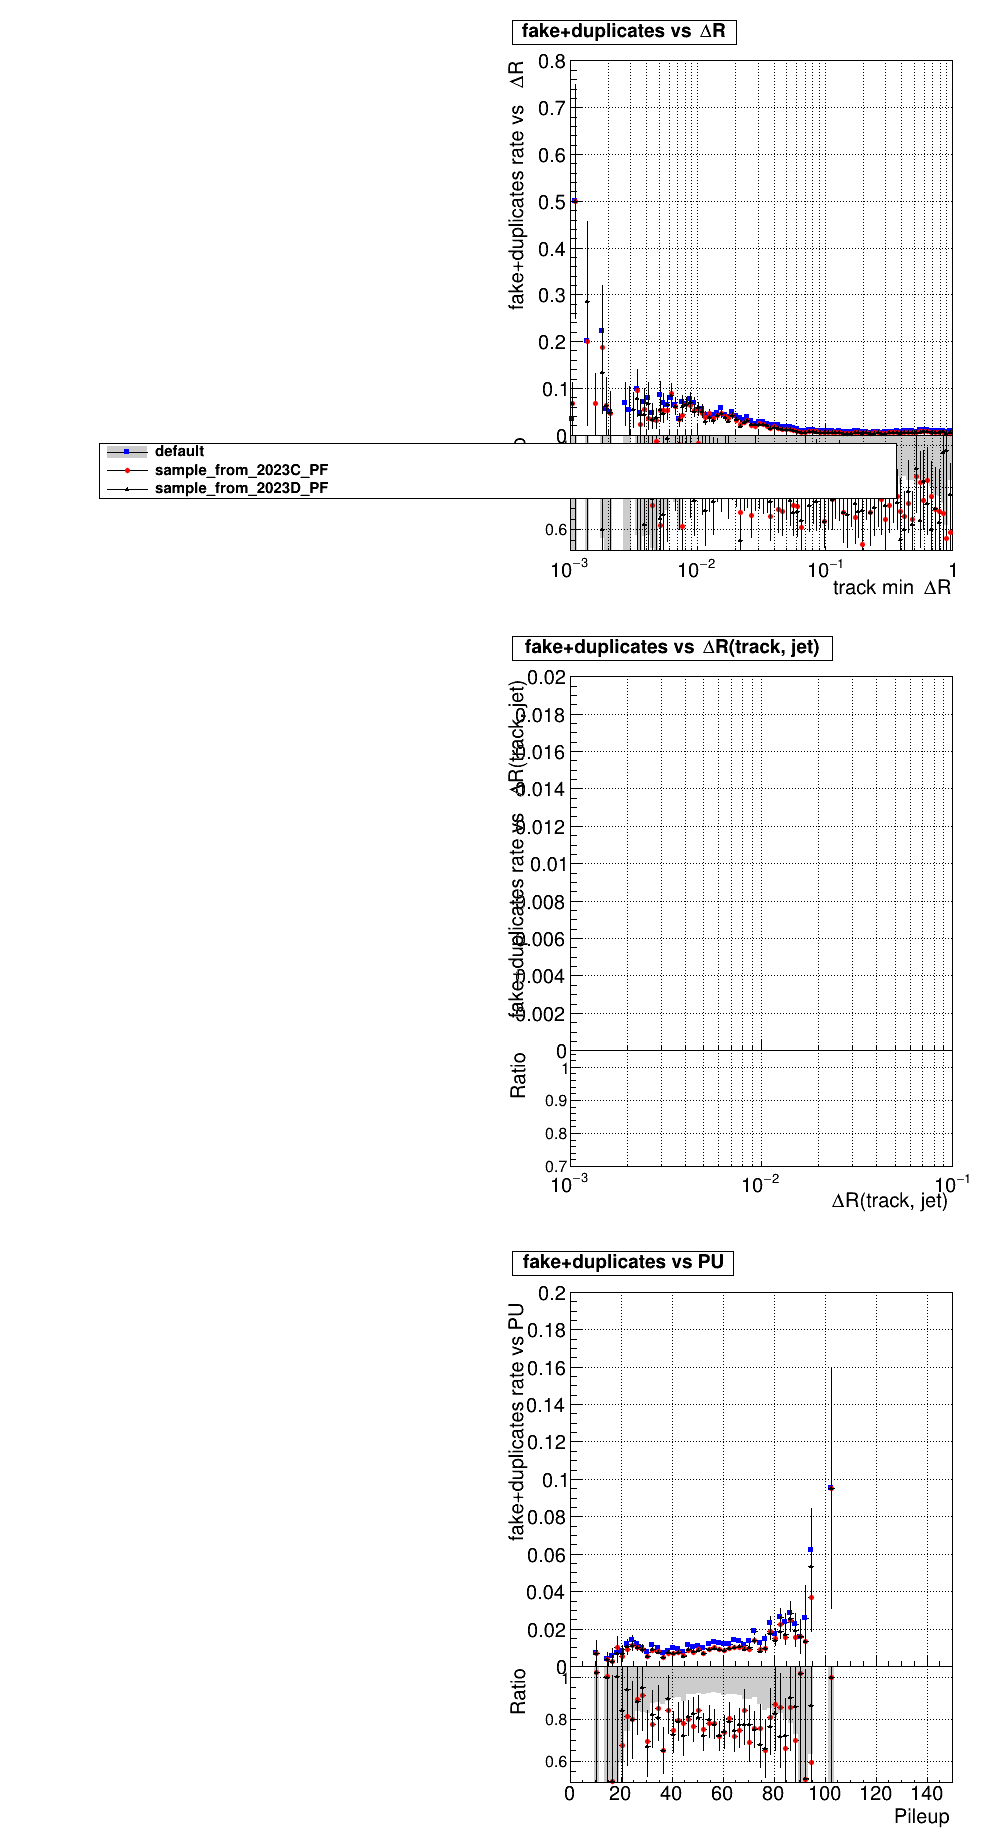 fake+duplicates vs ΔR
fake+duplicates rate vs ΔR
0.8
0.7
0.6
0.5
0.4
0.3
0.2
0.1
0
default
sample_from_2023C_PF
sample_from_2023D_PF
0.6
10⁻³ 10⁻² 10⁻¹ 1
track min ΔR
fake+duplicates vs ΔR(track, jet)
fake+duplicates rate vs ΔR(track, jet)
0.02
0.018
0.016
0.014
0.012
0.01
0.008
0.006
0.004
0.002
0
Ratio
1
0.9
0.8
0.7
10⁻³ 10⁻² 10⁻¹
ΔR(track, jet)
fake+duplicates vs PU
fake+duplicates rate vs PU
0.2
0.18
0.16
0.14
0.12
0.1
0.08
0.06
0.04
0.02
0
Ratio
1
0.8
0.6
0 20 40 60 80 100 120 140
Pileup